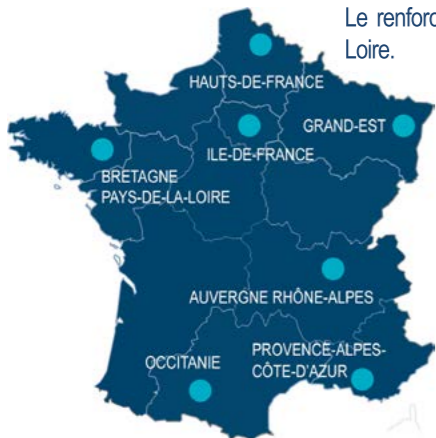 Le renforc
Loire.
HAUTS-DE-FRANCE
GRAND-EST
ILE-DE-FRANCE
BRETAGNE
PAYS-DE-LA-LOIRE
AUVERGNE RHÔNE-ALPES
OCCITANIE
PROVENCE-ALPES-
CÔTE-D'AZUR